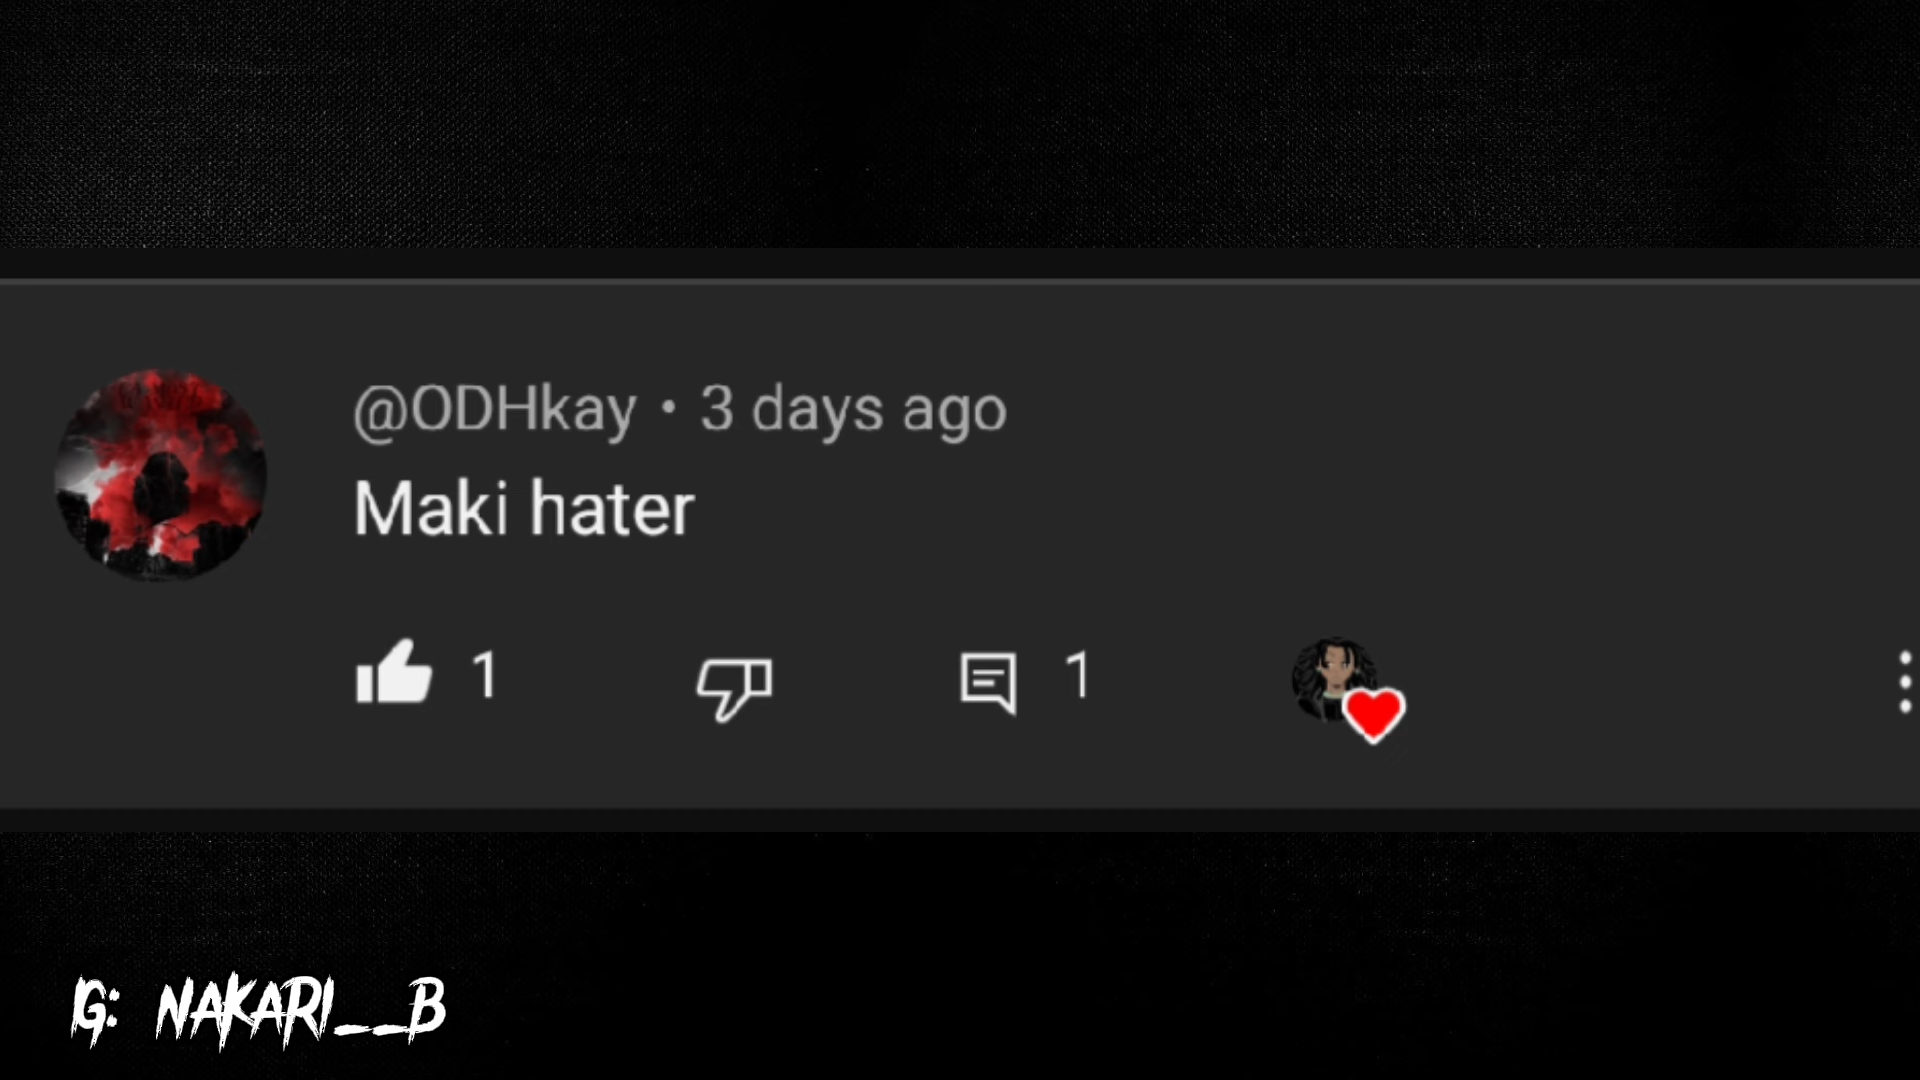 @ODHkay • 3 days ago
Maki hater
1 1
IG: NAKARI__B